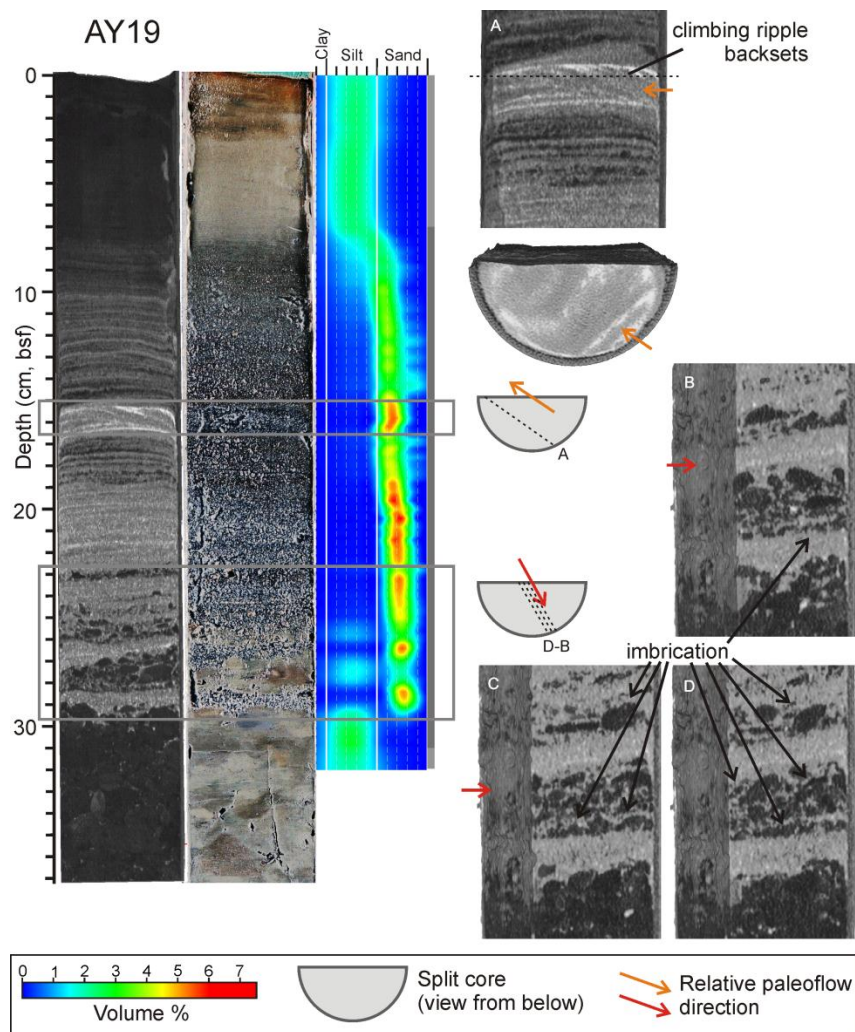 AY19
Clay
Silt
Sand
0
10
20
30
Depth (cm, bsf)
A
climbing ripple
backsets
A
B
D-B
imbrication
C
D
0 1 2 3 4 5 6 7
Volume %
Split core
(view from below)
Relative paleoflow
direction